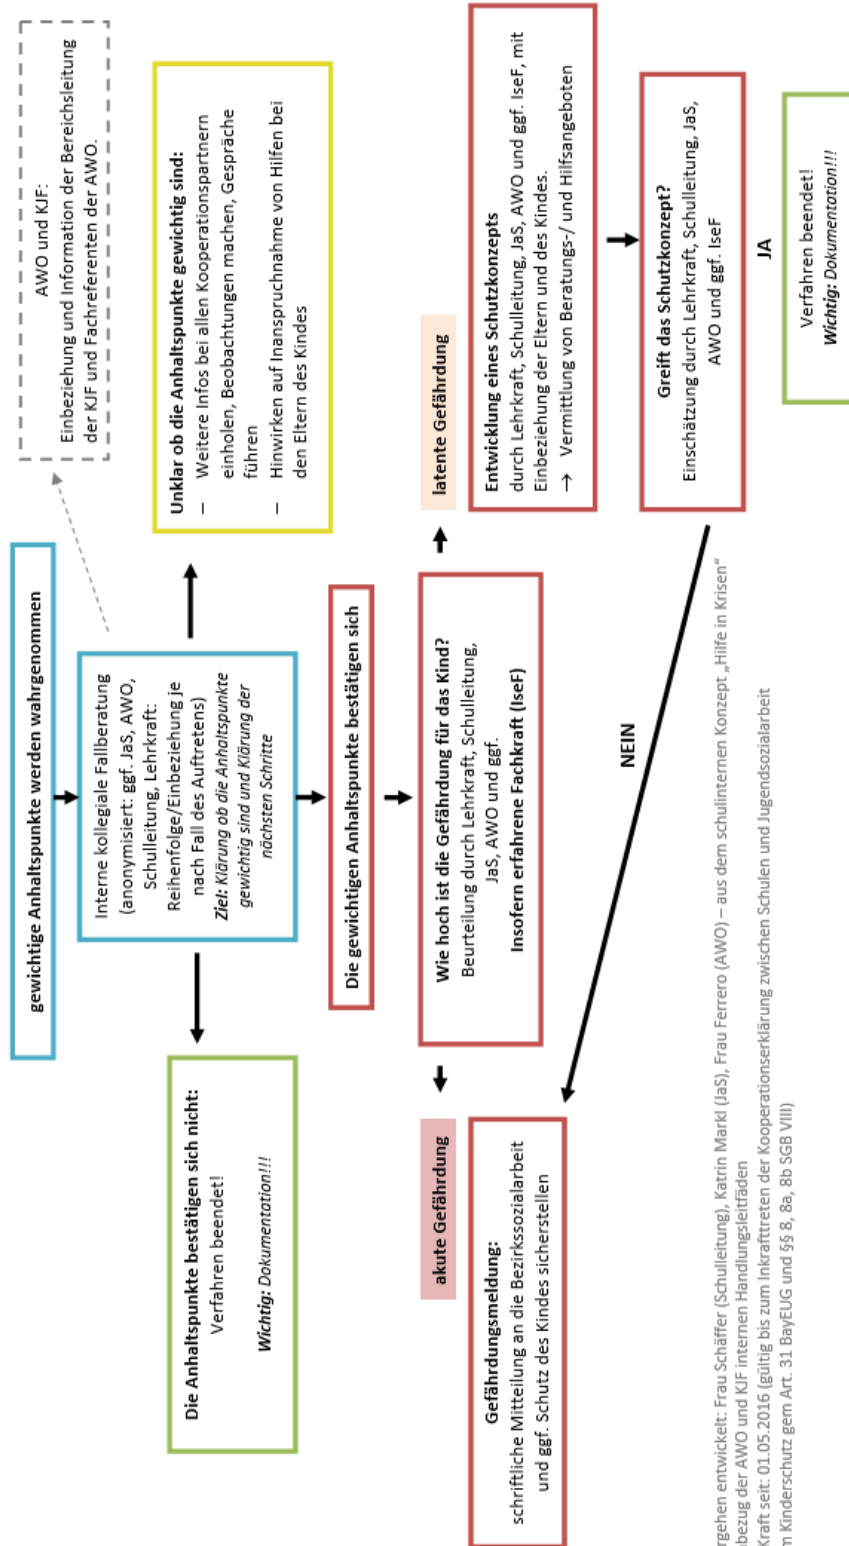 gewichtige Anhaltspunkte werden wahrgenommen
AWO und KJF:
Einbeziehung und Information der Bereichsleitung
der KJF und Fachreferenten der AWO.
Interne kollegiale Fallberatung
(anonymisiert: ggf. JaS, AWO,
Schulleitung, Lehrkraft:
Reihenfolge/Einbeziehung je
nach Fall des Auftretens)
Ziel: Klärung ob die Anhaltspunkte
gewichtig sind und Klärung der
nächsten Schritte
Die Anhaltspunkte bestätigen sich nicht:
Verfahren beendet!
Wichtig: Dokumentation!!!
Unklar ob die Anhaltspunkte gewichtig sind:
– Weitere Infos bei allen Kooperationspartnern
einholen, Beobachtungen machen, Gespräche
führen
– Hinwirken auf Inanspruchnahme von Hilfen bei
den Eltern des Kindes
Die gewichtigen Anhaltspunkte bestätigen sich
akute Gefährdung
Wie hoch ist die Gefährdung für das Kind?
Beurteilung durch Lehrkraft, Schulleitung,
JaS, AWO und ggf.
Insofern erfahrene Fachkraft (IseF)
latente Gefährdung
Gefährdungsmeldung:
schriftliche Mitteilung an die Bezirkssozialarbeit
und ggf. Schutz des Kindes sicherstellen
Entwicklung eines Schutzkonzepts
durch Lehrkraft, Schulleitung, JaS, AWO und ggf. IseF, mit
Einbeziehung der Eltern und des Kindes.
→ Vermittlung von Beratungs-/ und Hilfsangeboten
NEIN
Greift das Schutzkonzept?
Einschätzung durch Lehrkraft, Schulleitung, JaS,
AWO und ggf. IseF
JA
Verfahren beendet!
Wichtig: Dokumentation!!!
rgehen entwickelt: Frau Schäffer (Schulleitung), Katrin Markl (JaS), Frau Ferrero (AWO) – aus dem schulinternen Konzept „Hilfe in Krisen“
nbezug der AWO und KJF internen Handlungsleitfäden
Kraft seit: 01.05.2016 (gültig bis zum Inkrafttreten der Kooperationserklärung zwischen Schulen und Jugendsozialarbeit
m Kinderschutz gem Art. 31 BayEUG und §§ 8, 8a, 8b SGB VIII)